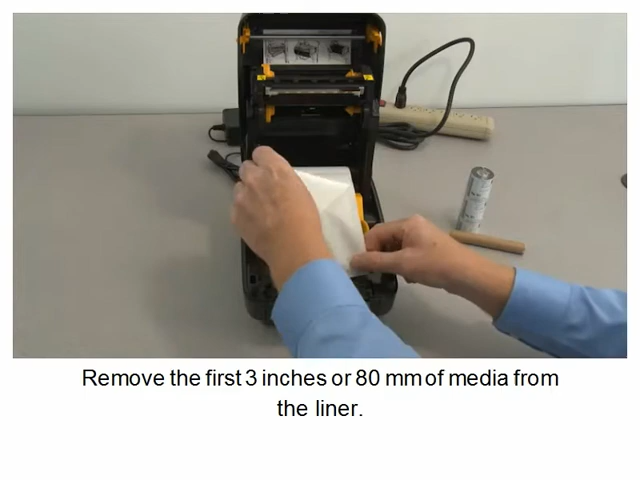 Remove the first 3 inches or 80 mm of media from
the liner.